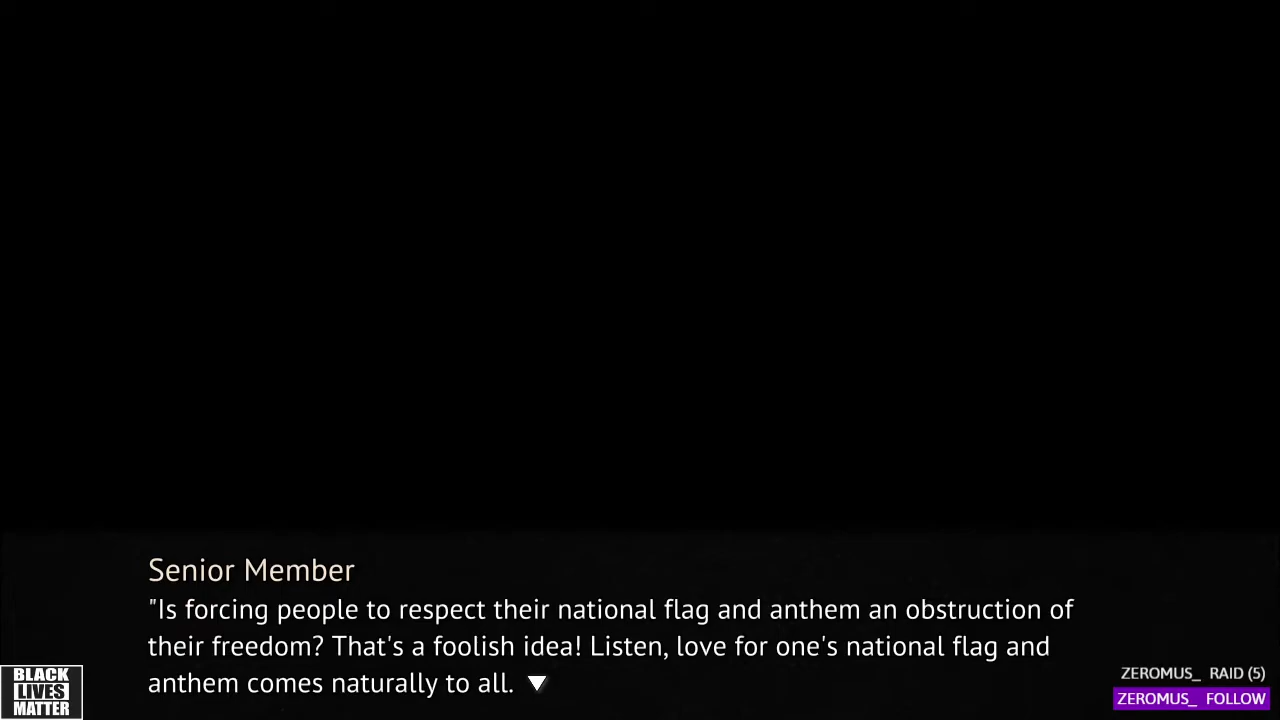 Senior Member
"Is forcing people to respect their national flag and anthem an obstruction of
their freedom? That's a foolish idea! Listen, love for one's national flag and
anthem comes naturally to all.
BLACK
LIVES
MATTER
ZEROMUS_ RAID (5)
ZEROMUS_ FOLLOW